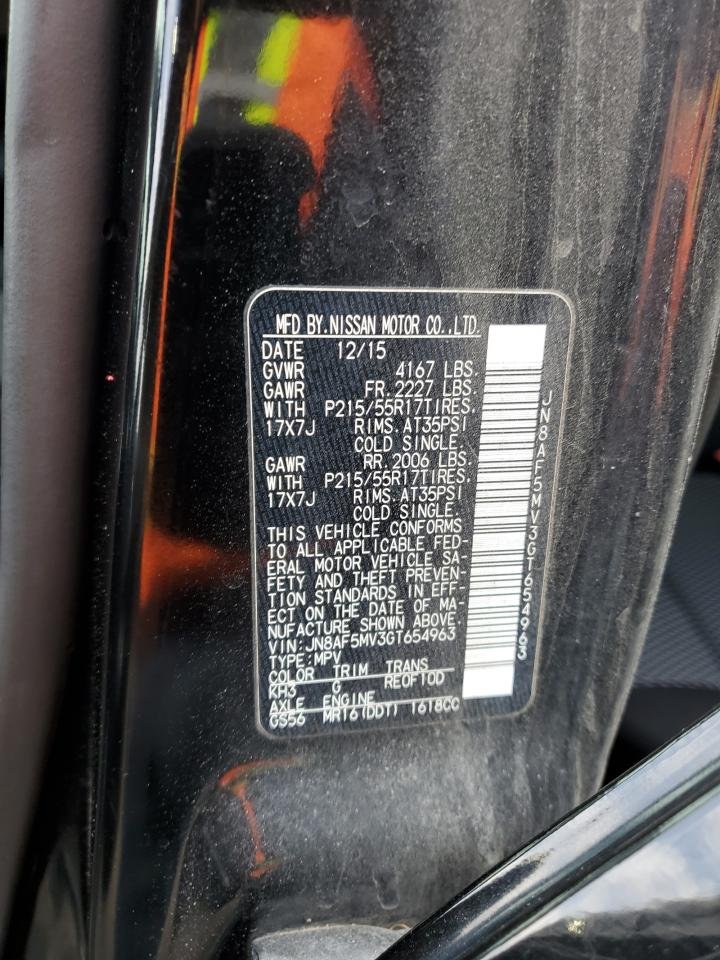 MFD BY.NISSAN MOTOR CO.,LTD.
DATE 12/15
GVWR 4167 LBS.
GAWR FR.2227 LBS.
WITH P215/55R17TIRES.
17X7J RIMS.AT35PSI
COLD SINGLE.
GAWR RR.2006 LBS.
WITH P215/55R17TIRES.
17X7J RIMS.AT35PSI
COLD SINGLE.
THIS VEHICLE CONFORMS
TO ALL APPLICABLE FED-
ERAL MOTOR VEHICLE SA-
FETY AND THEFT PREVEN-
TION STANDARDS IN EFF-
ECT ON THE DATE OF MA-
NUFACTURE SHOWN ABOVE.
VIN:JN8AF5MV3GT654963
TYPE:MPV
COLOR TRIM TRANS
KH3 G RE0F10D
AXLE ENGINE
GS56 MR16(DDT) 1618CC
JN8AF5MV3GT654963